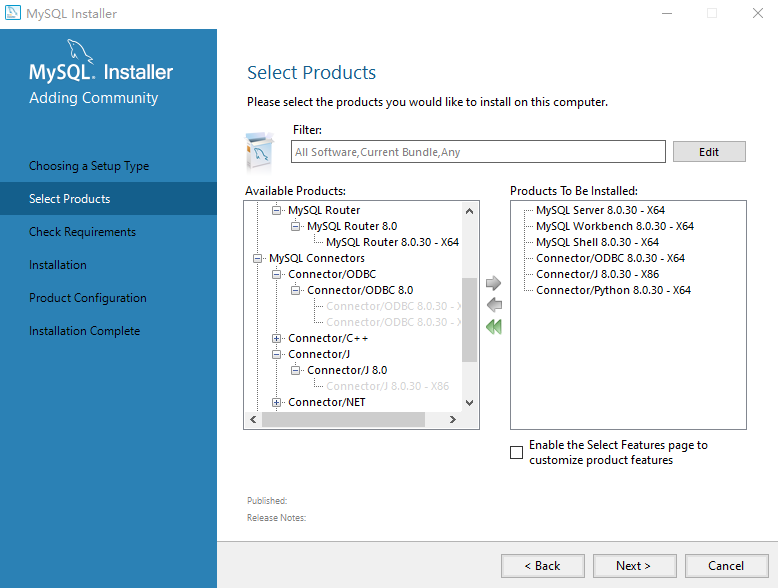 MySQL Installer
MySQL. Installer
Adding Community
Choosing a Setup Type
Select Products
Check Requirements
Installation
Product Configuration
Installation Complete
Select Products
Please select the products you would like to install on this computer.
Filter:
All Software,Current Bundle,Any
Edit
Available Products:
MySQL Router
MySQL Router 8.0
MySQL Router 8.0.30 - X64
MySQL Connectors
Connector/ODBC
Connector/ODBC 8.0
Connector/ODBC 8.0.30 - X
Connector/ODBC 8.0.30 - X
Connector/C++
Connector/J
Connector/J 8.0
Connector/J 8.0.30 - X86
Connector/NET
Products To Be Installed:
MySQL Server 8.0.30 - X64
MySQL Workbench 8.0.30 - X64
MySQL Shell 8.0.30 - X64
Connector/ODBC 8.0.30 - X64
Connector/J 8.0.30 - X86
Connector/Python 8.0.30 - X64
Enable the Select Features page to
customize product features
Published:
Release Notes:
< Back
Next >
Cancel